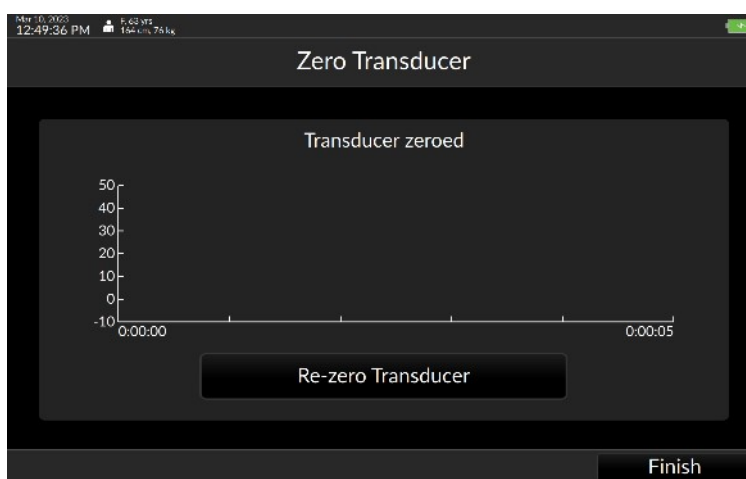 Mar 10, 2023
12:49:36 PM
F, 63 yrs
164 cm, 76 kg
Zero Transducer
Transducer zeroed
50
40
30
20
10
0
-10
0:00:00
0:00:05
Re-zero Transducer
Finish